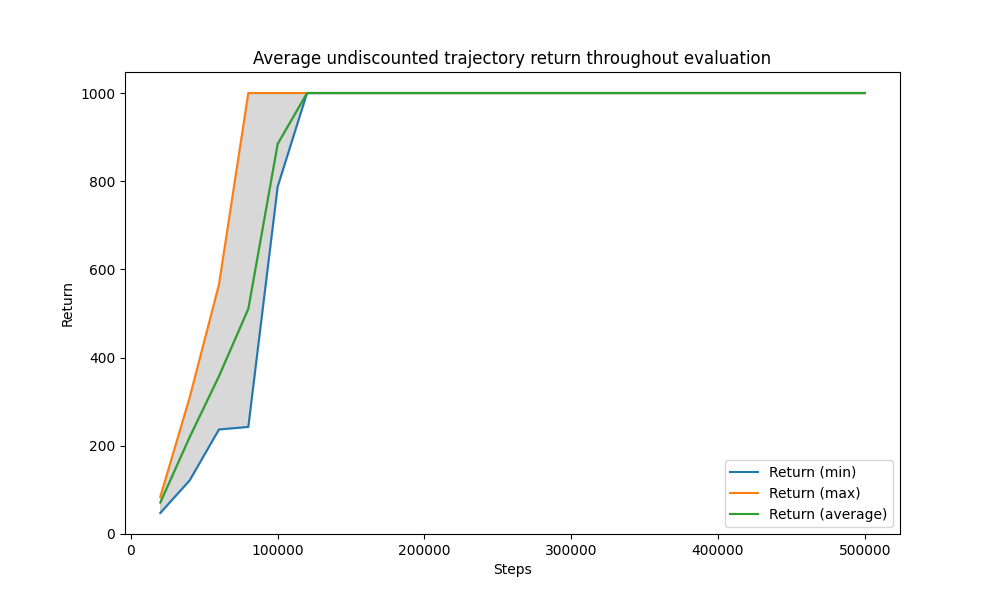 Average undiscounted trajectory return throughout evaluation
1000
800
600
400
200
0
Return
0 100000 200000 300000 400000 500000
Steps
Return (min)
Return (max)
Return (average)